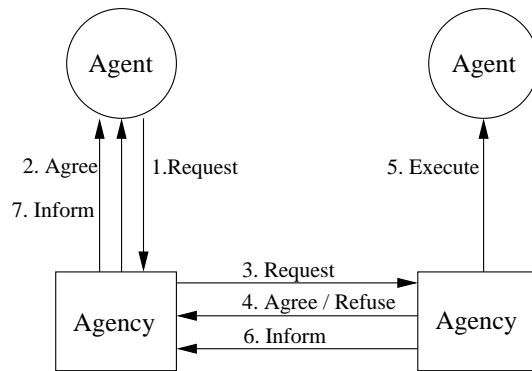 Agent
Agent
2. Agree
1.Request
5. Execute
7. Inform
3. Request
4. Agree / Refuse
Agency
Agency
6. Inform